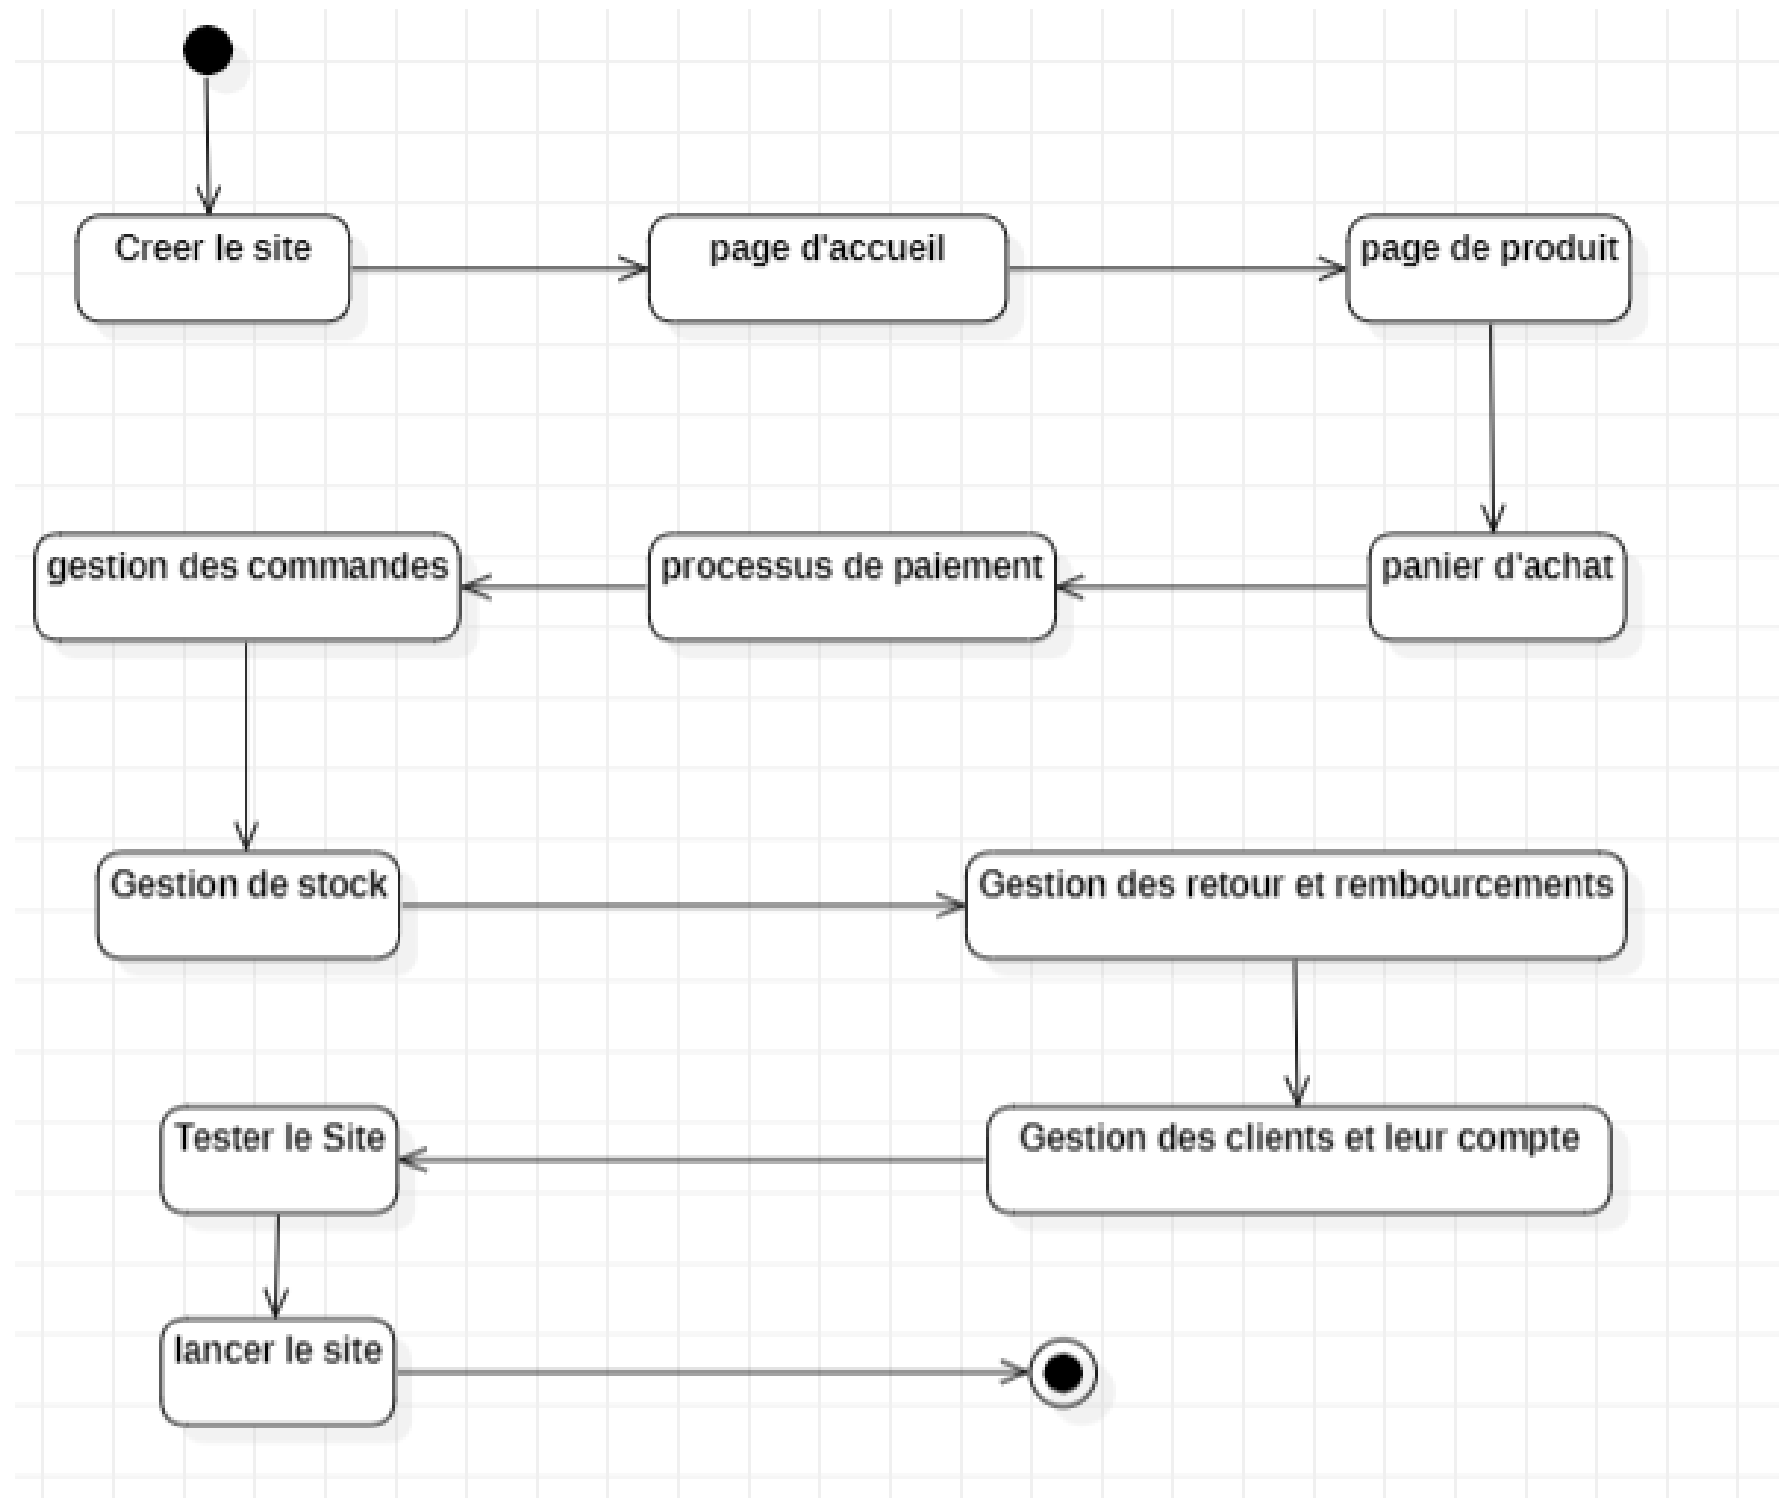 Creer le site
page d'accueil
page de produit
gestion des commandes
processus de paiement
panier d'achat
Gestion de stock
Gestion des retour et rembourcements
Tester le Site
Gestion des clients et leur compte
lancer le site